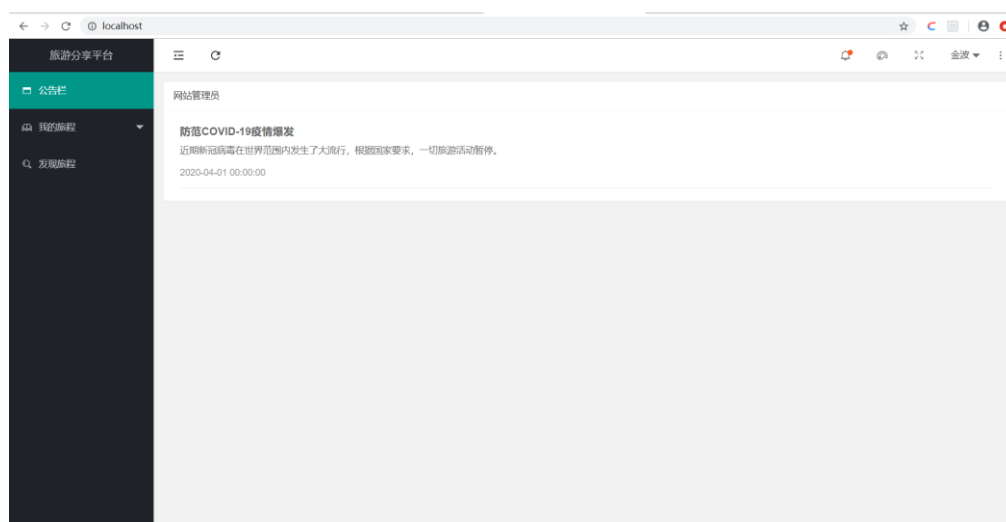 localhost
旅游分享平台
金波
公告栏
网站管理员
我的旅程
防范COVID-19疫情爆发
近期新冠病毒在世界范围内发生了大流行，根据国家要求，一切旅游活动暂停。
发现旅程
2020-04-01 00:00:00